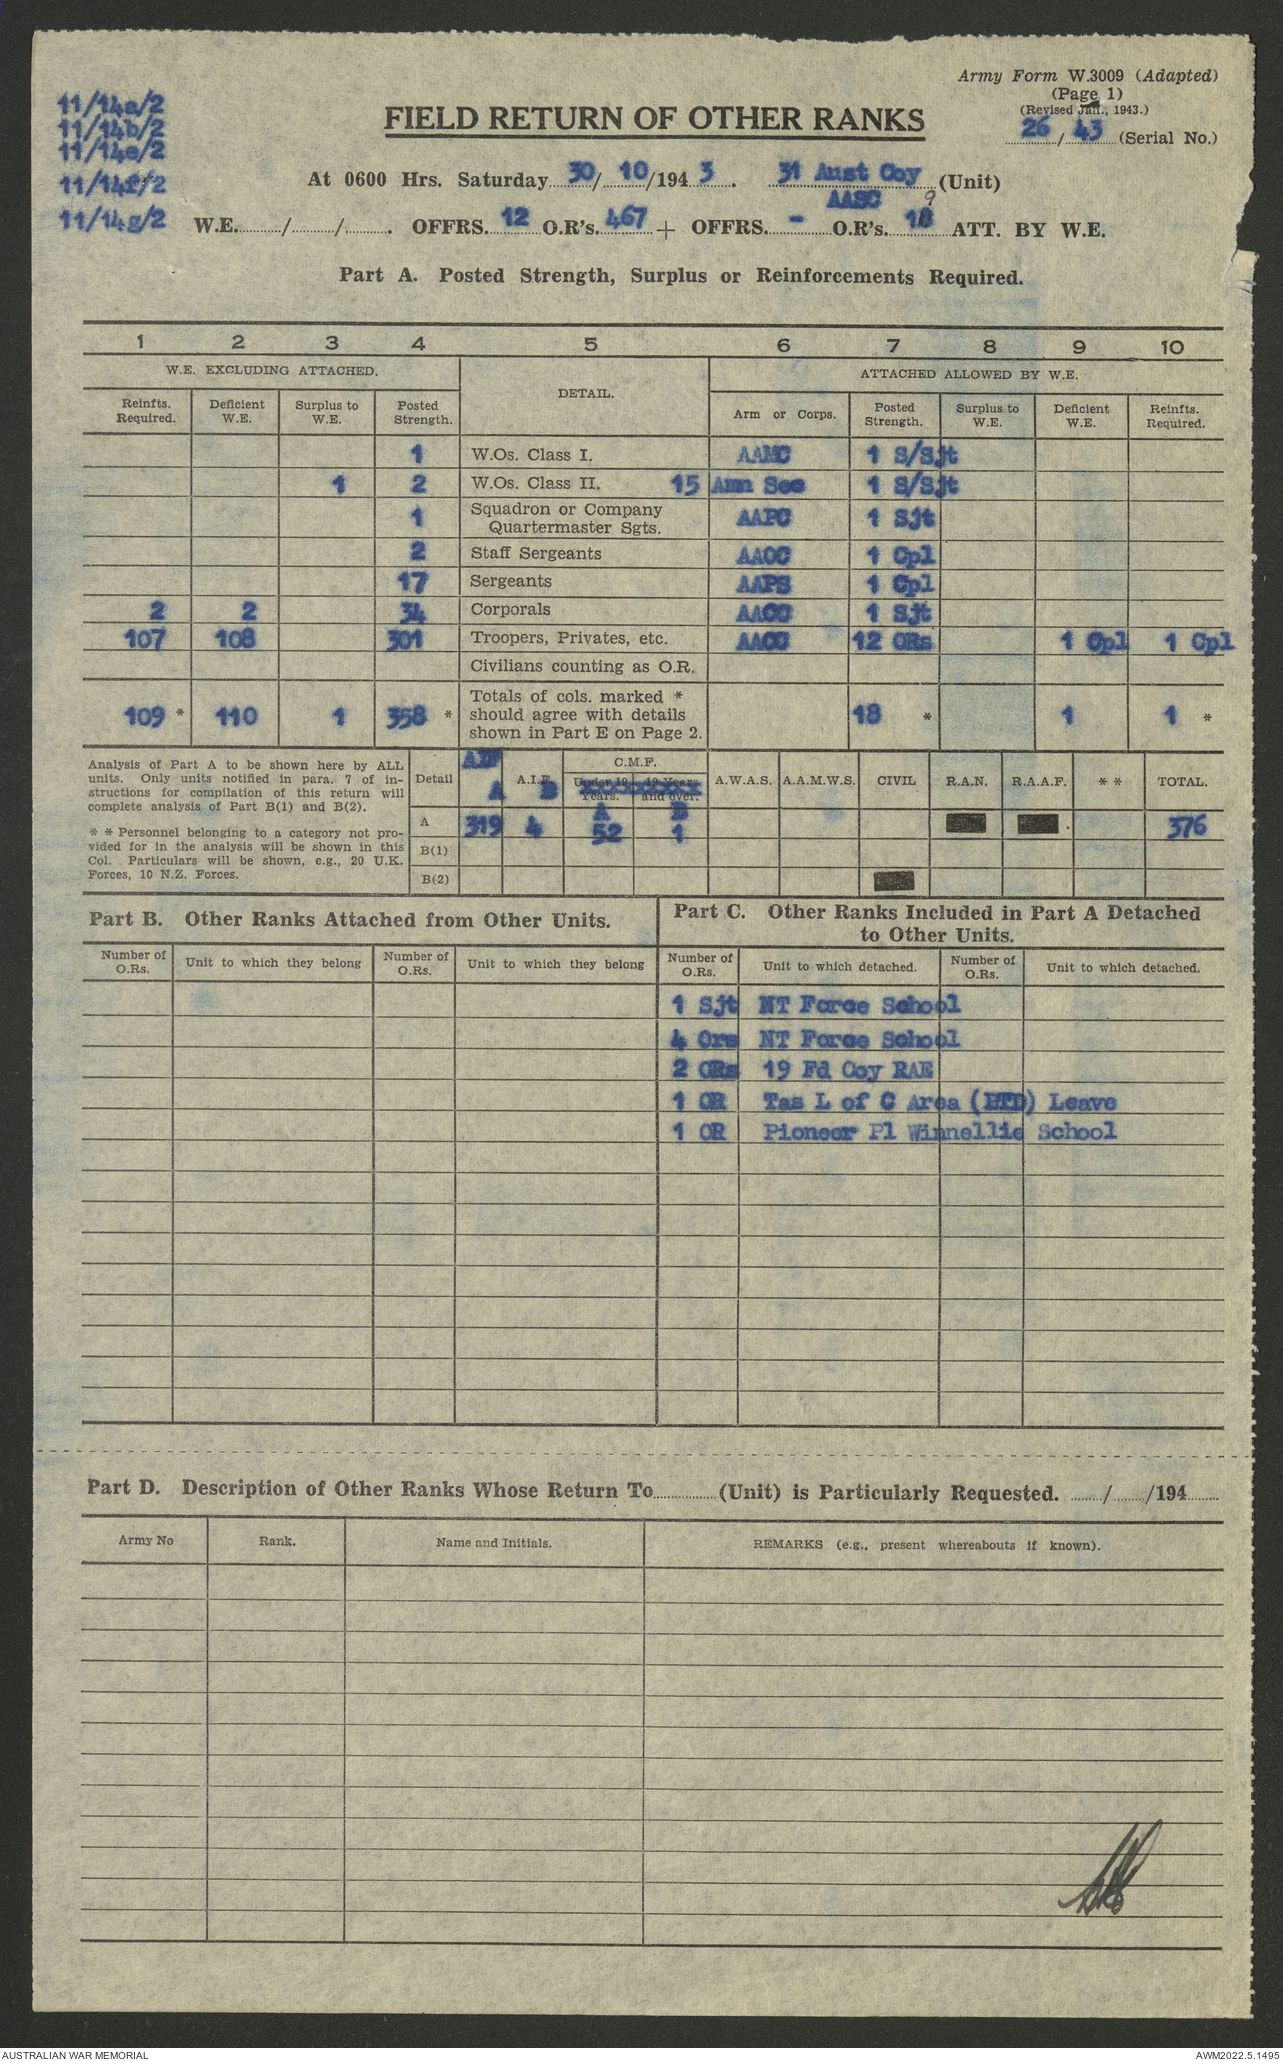 Army Form W.3009 (Adapted)
(Page 1)
(Revised Jan., 1943.)
26 / 43 (Serial No.)
11/14a/2
11/14b/2
11/14e/2
11/14f/2
11/14g/2
FIELD RETURN OF OTHER RANKS
At 0600 Hrs. Saturday 30/ 10/194 3 . 31 Aust Coy (Unit)
AASC
9
W.E. / / . OFFRS. 12 O.R's. 467 + OFFRS. - O.R's. 18 ATT. BY W.E.
Part A. Posted Strength, Surplus or Reinforcements Required.
1 2 3 4 5 6 7 8 9 10
W.E. EXCLUDING ATTACHED. DETAIL. ATTACHED ALLOWED BY W.E.
Reinfts. Required. Deficient W.E. Surplus to W.E. Posted Strength. Arm or Corps. Posted Strength. Surplus to W.E. Deficient W.E. Reinfts. Required.
1 W.Os. Class I. AAMC 1 S/Sjt
1 2 W.Os. Class II. 15 Amn Sec 1 S/Sjt
1 Squadron or Company Quartermaster Sgts. AAPC 1 Sjt
2 Staff Sergeants AAOC 1 Cpl
17 Sergeants AAPS 1 Cpl
2 2 34 Corporals AACC 1 Sjt
107 108 301 Troopers, Privates, etc. AACC 12 ORs 1 Cpl 1 Cpl
Civilians counting as O.R.
109 * 110 1 358 * Totals of cols. marked * should agree with details shown in Part E on Page 2. 18 * 1 1 *
Analysis of Part A to be shown here by ALL
units. Only units notified in para. 7 of in-
structions for compilation of this return will
complete analysis of Part B(1) and B(2).
* * Personnel belonging to a category not pro-
vided for in the analysis will be shown in this
Col. Particulars will be shown, e.g., 20 U.K.
Forces, 10 N.Z. Forces.
Detail AIF A A.I.F. B C.M.F. Under 19 Years. 19 Years and over. A.W.A.S. A.A.M.W.S. CIVIL R.A.N. R.A.A.F. * * TOTAL.
A B
A 319 4 52 1 376
B(1)
B(2)
Part B. Other Ranks Attached from Other Units.
Number of O.Rs. Unit to which they belong Number of O.Rs. Unit to which they belong
Part C. Other Ranks Included in Part A Detached
to Other Units.
Number of O.Rs. Unit to which detached. Number of O.Rs. Unit to which detached.
1 Sjt NT Force School
4 Ors NT Force School
2 ORs 19 Fd Coy RAE
1 OR Tas L of C Area (LTD) Leave
1 OR Pioneer Pl Winnellie School
Part D. Description of Other Ranks Whose Return To (Unit) is Particularly Requested. / /194
Army No Rank. Name and Initials. REMARKS (e.g., present whereabouts if known).
AUSTRALIAN WAR MEMORIAL
AWM2022.5.1495